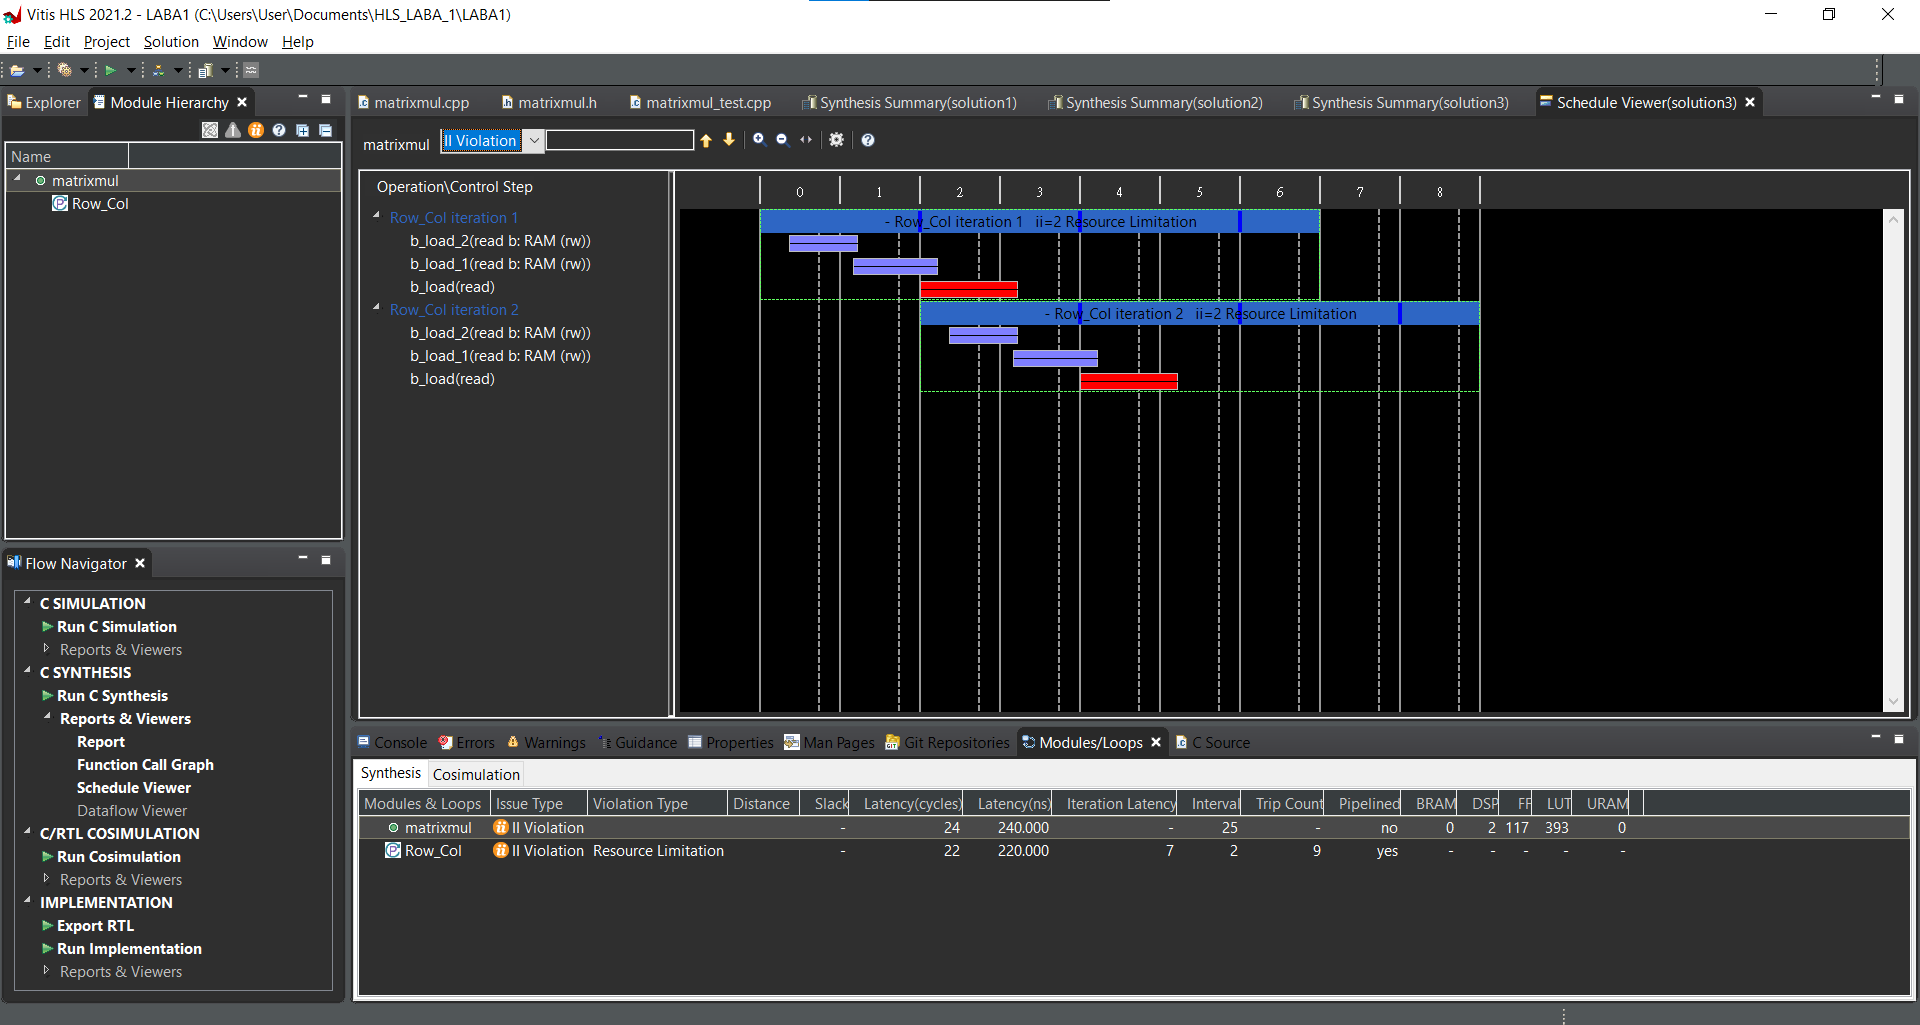 Vitis HLS 2021.2 - LABA1 (C:\Users\User\Documents\HLS_LABA_1\LABA1)
File Edit Project Solution Window Help
Explorer Module Hierarchy
Name
matrixmul
Row_Col
matrixmul.cpp matrixmul.h matrixmul_test.cpp Synthesis Summary(solution1) Synthesis Summary(solution2) Synthesis Summary(solution3) Schedule Viewer(solution3)
matrixmul II Violation
Operation\Control Step 0 1 2 3 4 5 6 7 8
Row_Col iteration 1 - Row_Col iteration 1 ii=2 Resource Limitation
b_load_2(read b: RAM (rw))
b_load_1(read b: RAM (rw))
b_load(read)
Row_Col iteration 2 - Row_Col iteration 2 ii=2 Resource Limitation
b_load_2(read b: RAM (rw))
b_load_1(read b: RAM (rw))
b_load(read)
Flow Navigator
C SIMULATION
Run C Simulation
Reports & Viewers
C SYNTHESIS
Run C Synthesis
Reports & Viewers
Report
Function Call Graph
Schedule Viewer
Dataflow Viewer
C/RTL COSIMULATION
Run Cosimulation
Reports & Viewers
IMPLEMENTATION
Export RTL
Run Implementation
Reports & Viewers
Console Errors Warnings Guidance Properties Man Pages Git Repositories Modules/Loops C Source
Synthesis Cosimulation
Modules & Loops Issue Type Violation Type Distance Slack Latency(cycles) Latency(ns) Iteration Latency Interval Trip Count Pipelined BRAM DSP FF LUT URAM
matrixmul II Violation - 24 240.000 - 25 - no 0 2 117 393 0
Row_Col II Violation Resource Limitation - 22 220.000 7 2 9 yes - - - - -